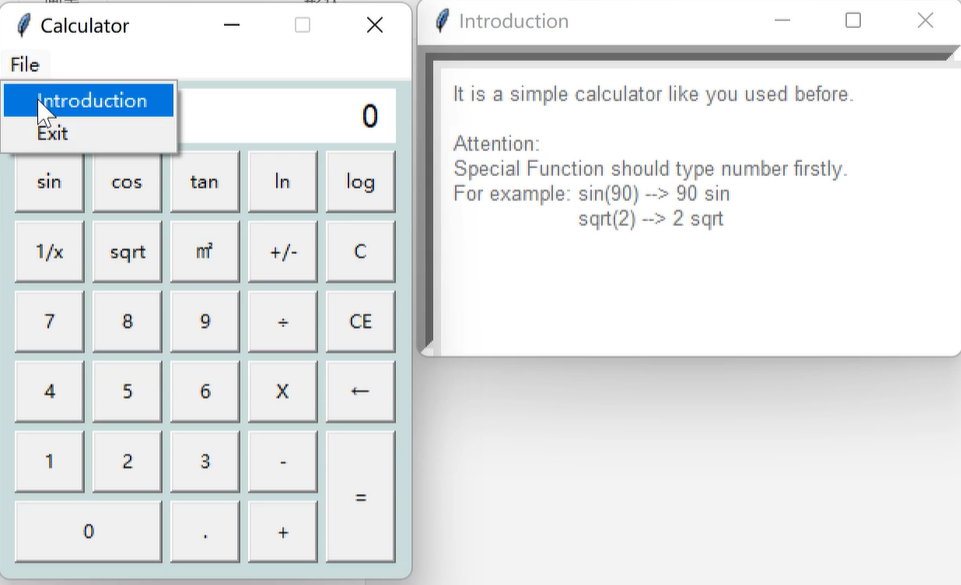 Calculator
File
Introduction
Exit
0
sin cos tan ln log
1/x sqrt ㎡ +/- C
7 8 9 ÷ CE
4 5 6 X ←
1 2 3 -
=
0 . +
Introduction
It is a simple calculator like you used before.
Attention:
Special Function should type number firstly.
For example: sin(90) --> 90 sin
sqrt(2) --> 2 sqrt